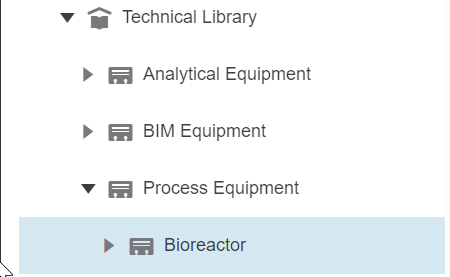 Technical Library
Analytical Equipment
BIM Equipment
Process Equipment
Bioreactor